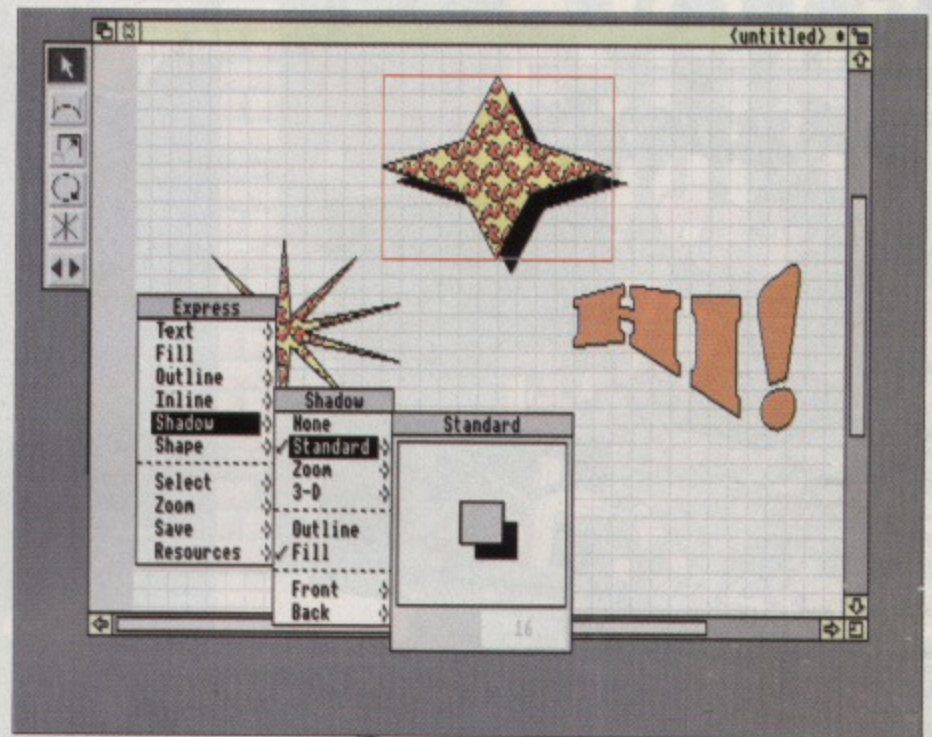 <untitled> *
HI!
Express
Text
Fill
Outline
Inline
Shadow
Shape
Select
Zoom
Save
Resources
Shadow
None
Standard
Zoom
3-D
Outline
Fill
Front
Back
Standard
16